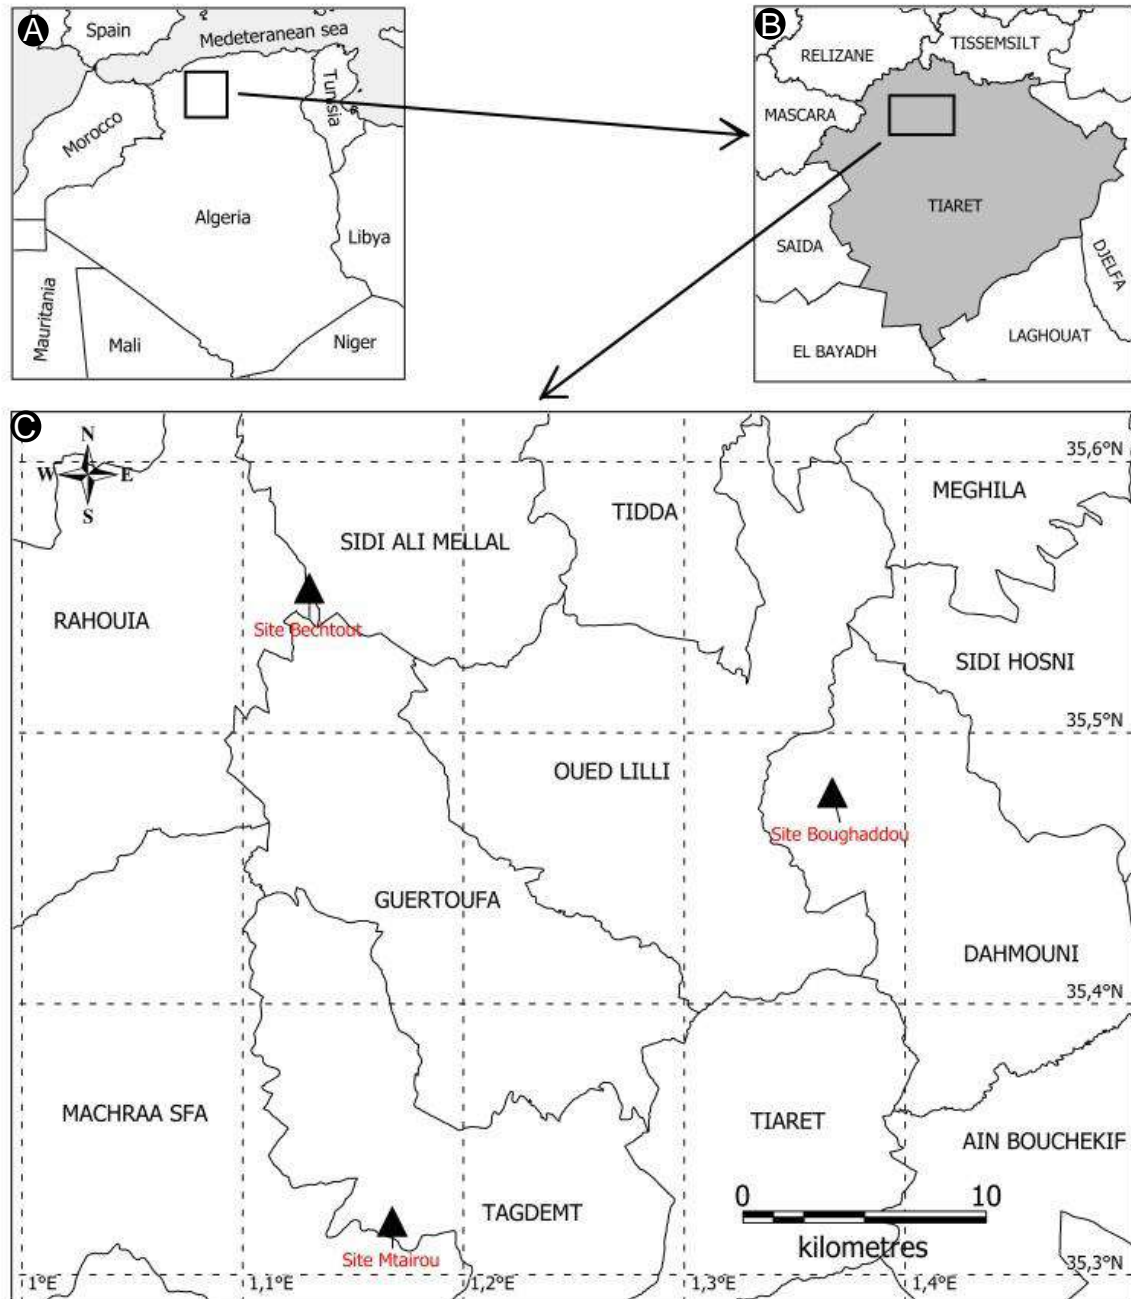 A
Spain
Medeteranean sea
Tunisia
Morocco
Algeria
Libya
Mauritania
Mali
Niger
B
TISSEMSILT
RELIZANE
MASCARA
TIARET
SAIDA
DJELFA
LAGHOUAT
EL BAYADH
C
N
W E
S
35,6°N
MEGHILA
TIDDA
SIDI ALI MELLAL
RAHOUIA
Site Bechtout
SIDI HOSNI
35,5°N
OUED LILLI
Site Boughaddou
GUERTOUFA
DAHMOUNI
35,4°N
MACHRAA SFA
TIARET
AIN BOUCHEKIF
0 10
kilometres
TAGDEMT
Site Mtairou
35,3°N
1°E 1,1°E 1,2°E 1,3°E 1,4°E